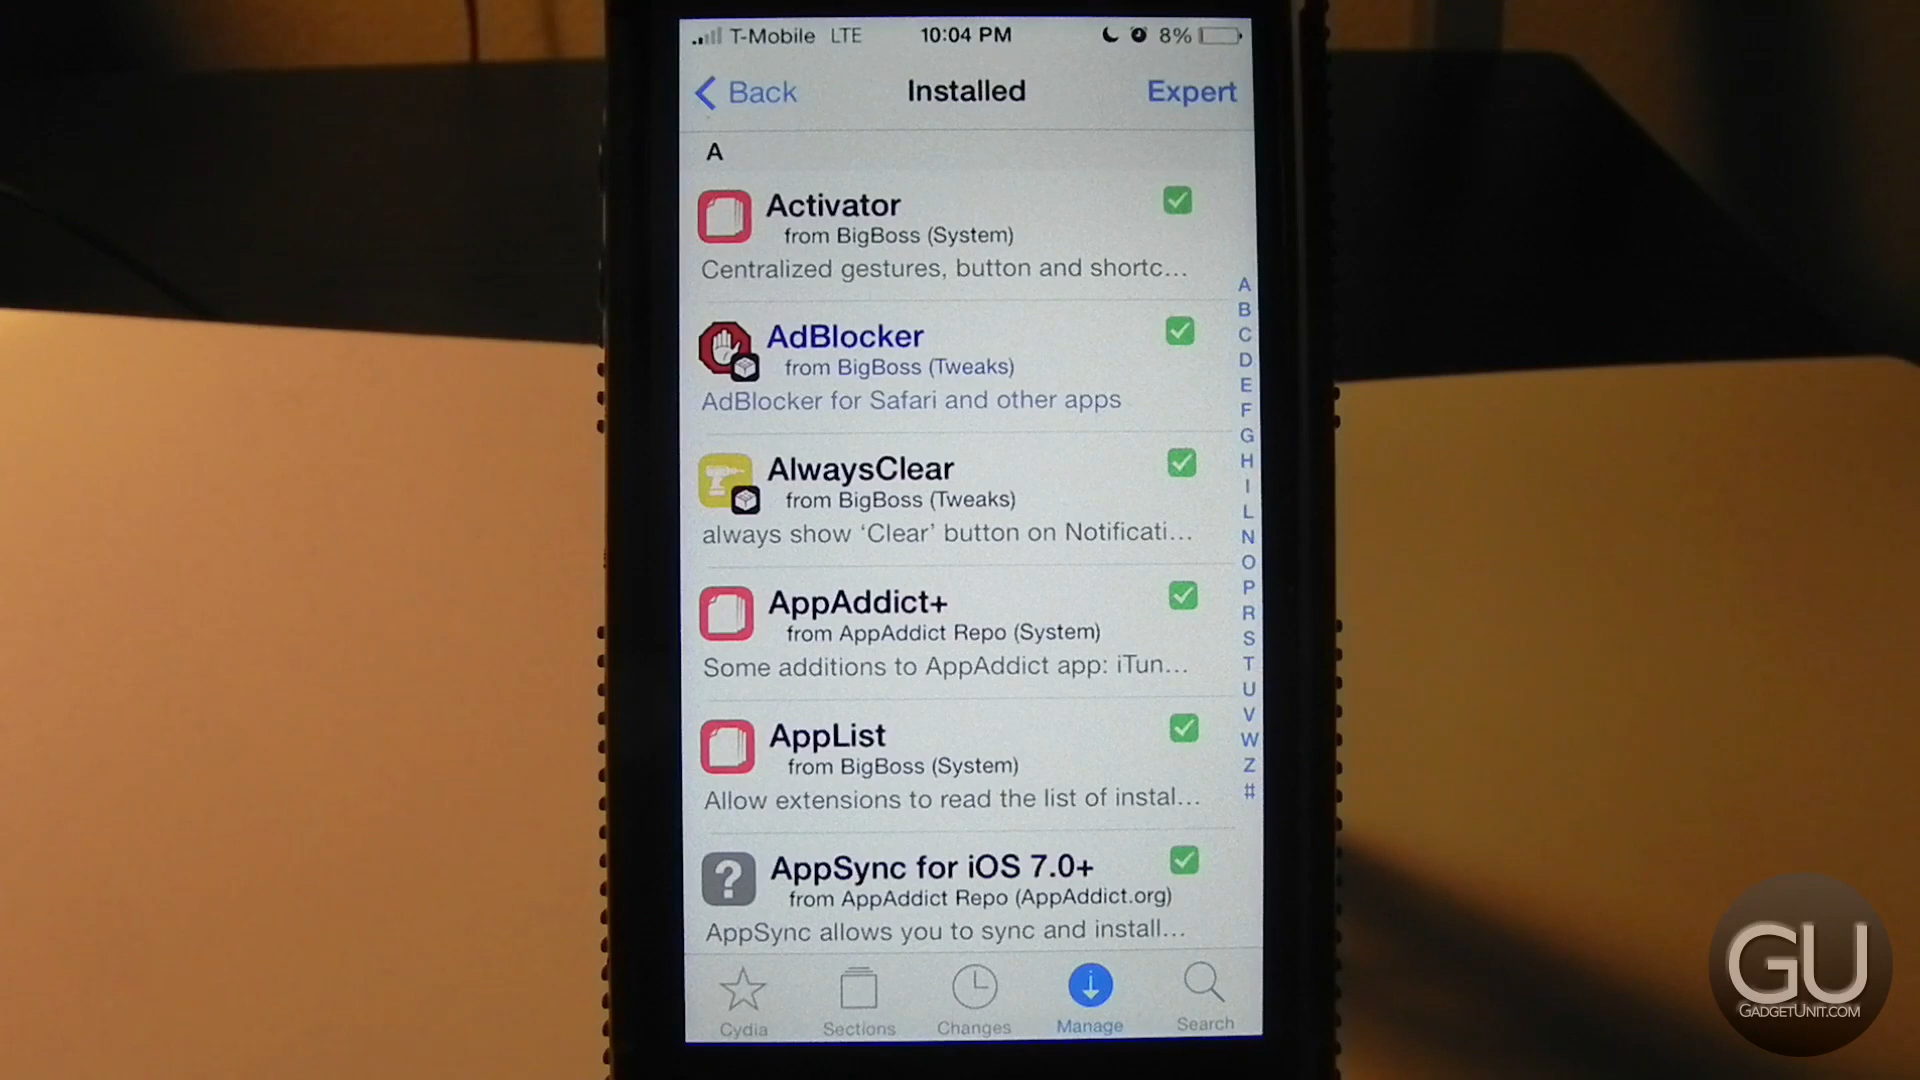 T-Mobile LTE 10:04 PM 8%
Back Installed Expert
A
Activator
from BigBoss (System)
Centralized gestures, button and shortc...
AdBlocker
from BigBoss (Tweaks)
AdBlocker for Safari and other apps
AlwaysClear
from BigBoss (Tweaks)
always show ‘Clear’ button on Notificati...
AppAddict+
from AppAddict Repo (System)
Some additions to AppAddict app: iTun...
AppList
from BigBoss (System)
Allow extensions to read the list of instal...
AppSync for iOS 7.0+
from AppAddict Repo (AppAddict.org)
AppSync allows you to sync and install...
A
B
C
D
E
F
G
H
I
L
N
O
P
R
S
T
U
V
W
Z
#
Cydia Sections Changes Manage Search
GU
GADGETUNIT.COM